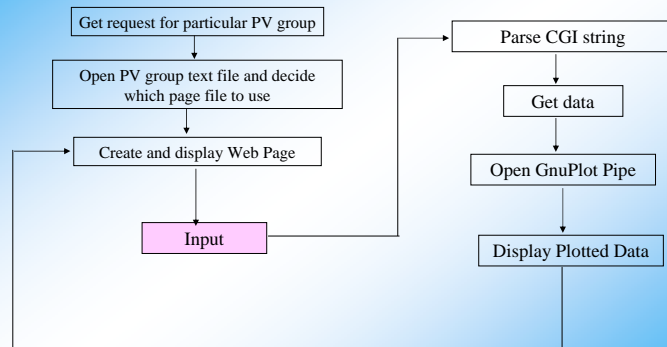 Get request for particular PV group
Open PV group text file and decide
which page file to use
Create and display Web Page
Input
Parse CGI string
Get data
Open GnuPlot Pipe
Display Plotted Data